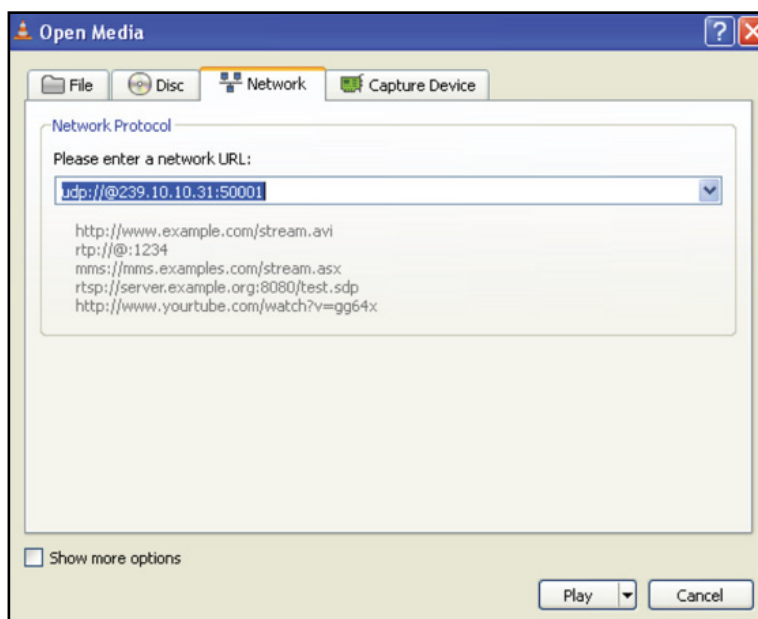 Open Media
File Disc Network Capture Device
Network Protocol
Please enter a network URL:
udp://@239.10.10.31:50001
http://www.example.com/stream.avi
rtp://@:1234
mms://mms.examples.com/stream.asx
rtsp://server.example.org:8080/test.sdp
http://www.yourtube.com/watch?v=gg64x
Show more options
Play Cancel